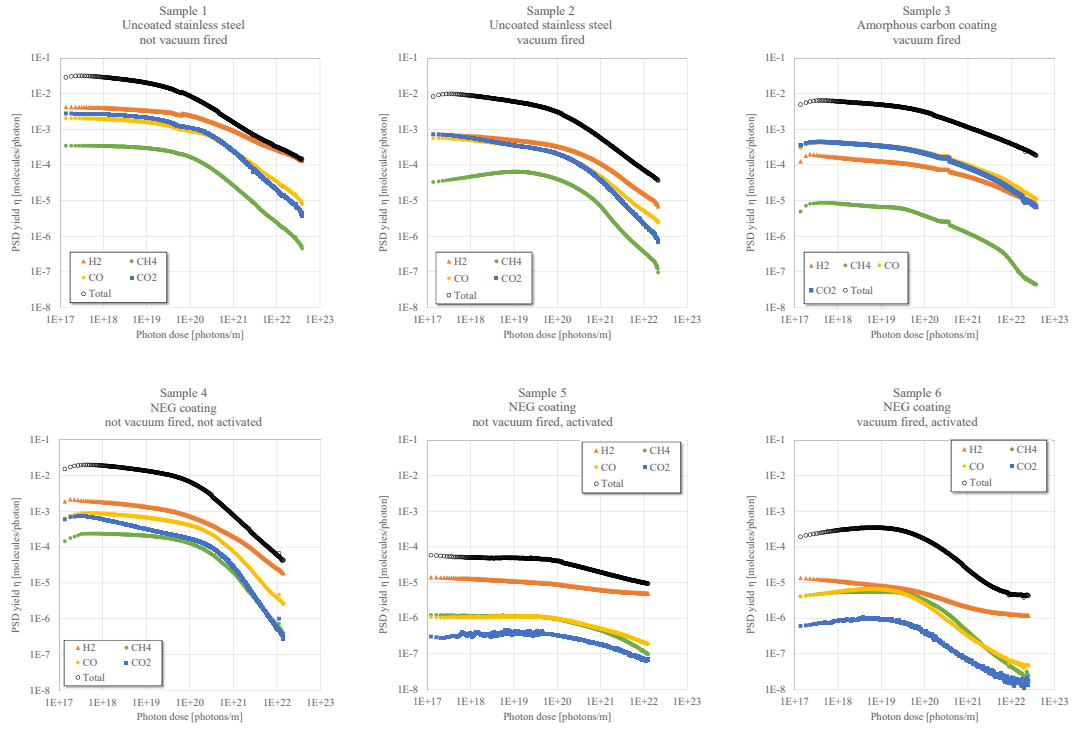 Sample 1
Uncoated stainless steel
not vacuum fired
1E-1
1E-2
1E-3
1E-4
1E-5
1E-6
1E-7
1E-8
PSD yield η [molecules/photon]
H2 CH4
CO CO2
Total
1E+17 1E+18 1E+19 1E+20 1E+21 1E+22 1E+23
Photon dose [photons/m]
Sample 2
Uncoated stainless steel
vacuum fired
1E-1
1E-2
1E-3
1E-4
1E-5
1E-6
1E-7
1E-8
PSD yield η [molecules/photon]
H2 CH4
CO CO2
Total
1E+17 1E+18 1E+19 1E+20 1E+21 1E+22 1E+23
Photon dose [photons/m]
Sample 3
Amorphous carbon coating
vacuum fired
1E-1
1E-2
1E-3
1E-4
1E-5
1E-6
1E-7
1E-8
PSD yield η [molecules/photon]
H2 CH4 CO
CO2 Total
1E+17 1E+18 1E+19 1E+20 1E+21 1E+22 1E+23
Photon dose [photons/m]
Sample 4
NEG coating
not vacuum fired, not activated
1E-1
1E-2
1E-3
1E-4
1E-5
1E-6
1E-7
1E-8
PSD yield η [molecules/photon]
H2 CH4
CO CO2
Total
1E+17 1E+18 1E+19 1E+20 1E+21 1E+22 1E+23
Photon dose [photons/m]
Sample 5
NEG coating
not vacuum fired, activated
H2 CH4
CO CO2
Total
1E-1
1E-2
1E-3
1E-4
1E-5
1E-6
1E-7
1E-8
PSD yield η [molecules/photon]
1E+17 1E+18 1E+19 1E+20 1E+21 1E+22 1E+23
Photon dose [photons/m]
Sample 6
NEG coating
vacuum fired, activated
H2 CH4
CO CO2
Total
1E-1
1E-2
1E-3
1E-4
1E-5
1E-6
1E-7
1E-8
PSD yield η [molecules/photon]
1E+17 1E+18 1E+19 1E+20 1E+21 1E+22 1E+23
Photon dose [photons/m]